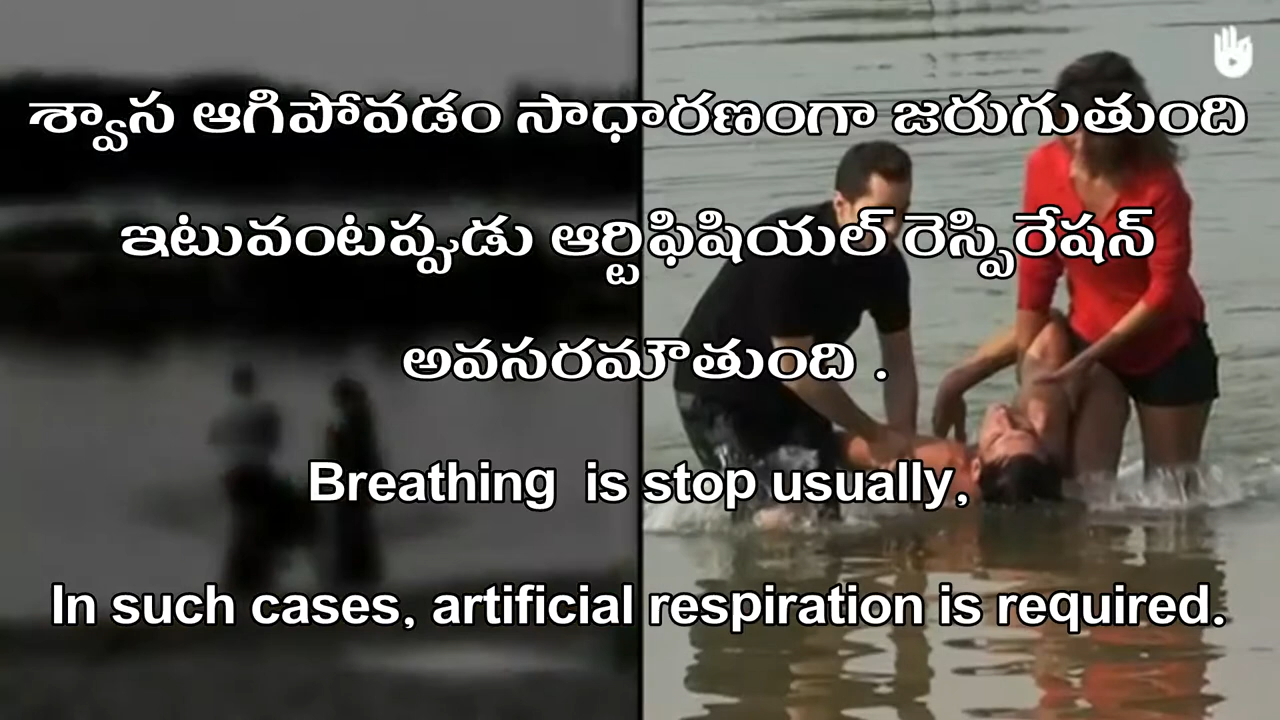 శ్వాస ఆగిపోవడం సాధారణంగా జరుగుతుంది
ఇటువంటప్పుడు ఆర్టిఫిషియల్ రెస్పిరేషన్
అవసరమౌతుంది .
Breathing is stop usually,
In such cases, artificial respiration is required.